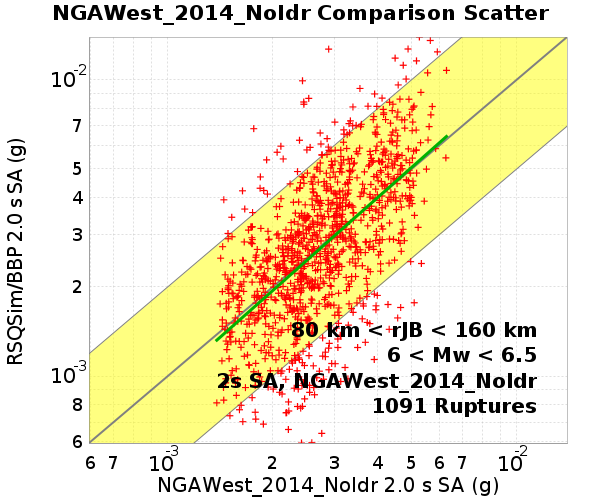 NGAWest_2014_NoIdr Comparison Scatter
RSQSim/BBP 2.0 s SA (g)
10-2
7
5
4
3
2
10-3
8
6
80 km < rJB < 160 km
6 < Mw < 6.5
2s SA, NGAWest_2014_NoIdr
1091 Ruptures
6 7 10-3 2 3 4 5 6 7 10-2
NGAWest_2014_NoIdr 2.0 s SA (g)